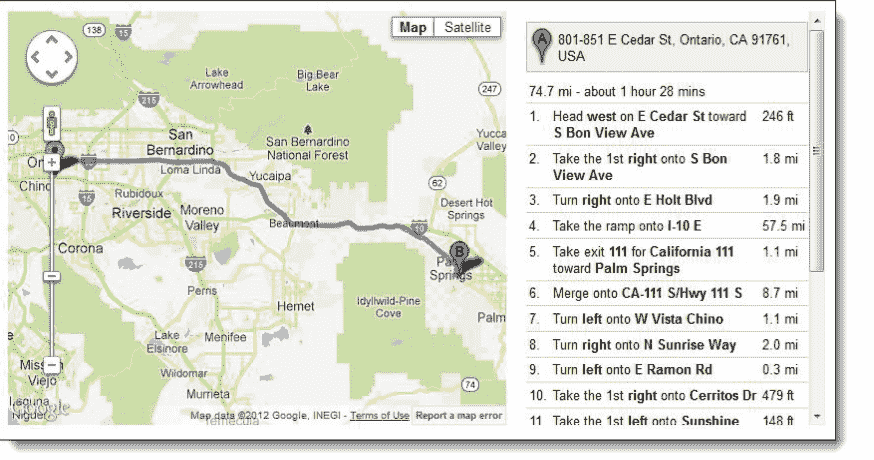 138
15
Map
Satellite
Lake
Arrowhead
Big Bear
Lake
247
215
San
Bernardino
San Bernardino
National Forest
Yucca
Valley
Loma Linda
Yucaipa
Chino
15
Rubidoux
Riverside
Moreno
Valley
62
Desert Hot
Springs
Beaumont
Corona
B
Springs
215
Perris
Hemet
Idyllwild-Pine
Cove
Palm
Lake
Elsinore
Menifee
Wildomar
Viejo
Murrieta
74
Google
Map data ©2012 Google, INEGI - Terms of Use
Report a map error
A
801-851 E Cedar St, Ontario, CA 91761,
USA
74.7 mi - about 1 hour 28 mins
1. Head west on E Cedar St toward 246 ft
S Bon View Ave
2. Take the 1st right onto S Bon 1.8 mi
View Ave
3. Turn right onto E Holt Blvd 1.9 mi
4. Take the ramp onto I-10 E 57.5 mi
5. Take exit 111 for California 111 1.1 mi
toward Palm Springs
6. Merge onto CA-111 S/Hwy 111 S 8.7 mi
7. Turn left onto W Vista Chino 1.1 mi
8. Turn right onto N Sunrise Way 2.0 mi
9. Turn left onto E Ramon Rd 0.3 mi
10. Take the 1st right onto Cerritos Dr 479 ft
11 Take the 1st left onto Sunshine 148 ft